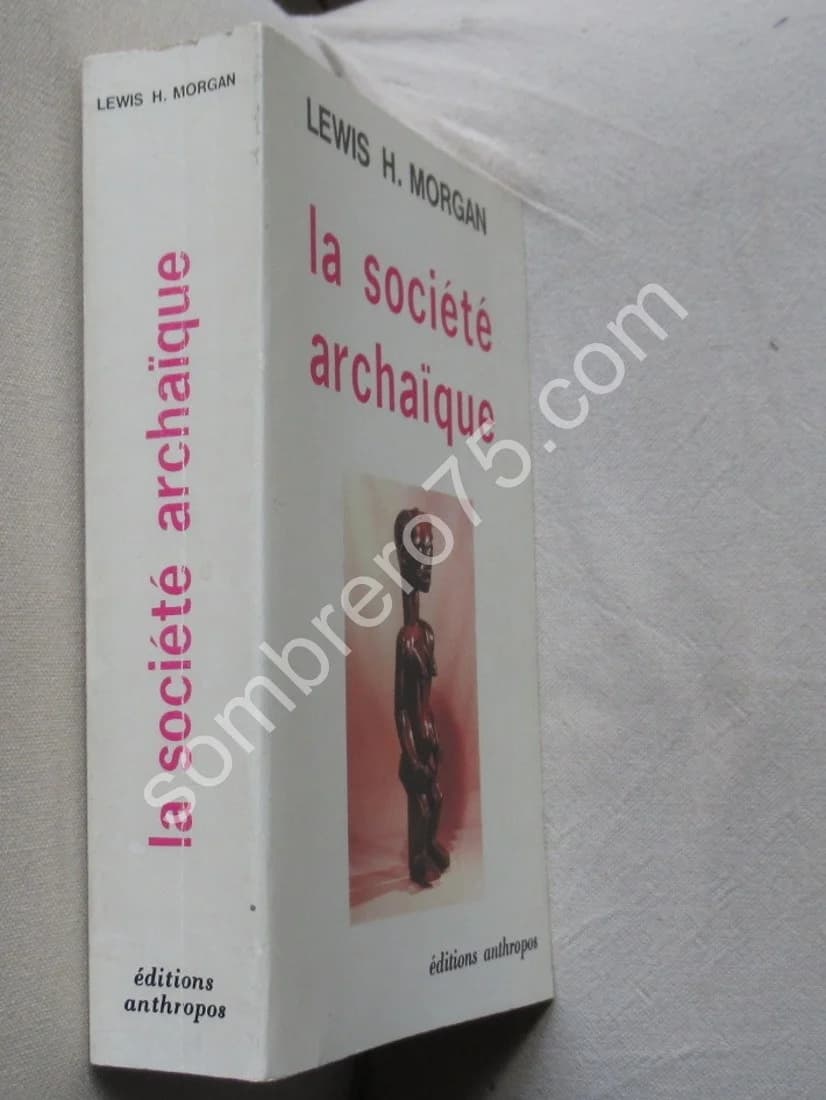 LEWIS H. MORGAN
la société archaïque
éditions
anthropos
LEWIS H. MORGAN
la société
archaïque
éditions anthropos
sombrero75.com